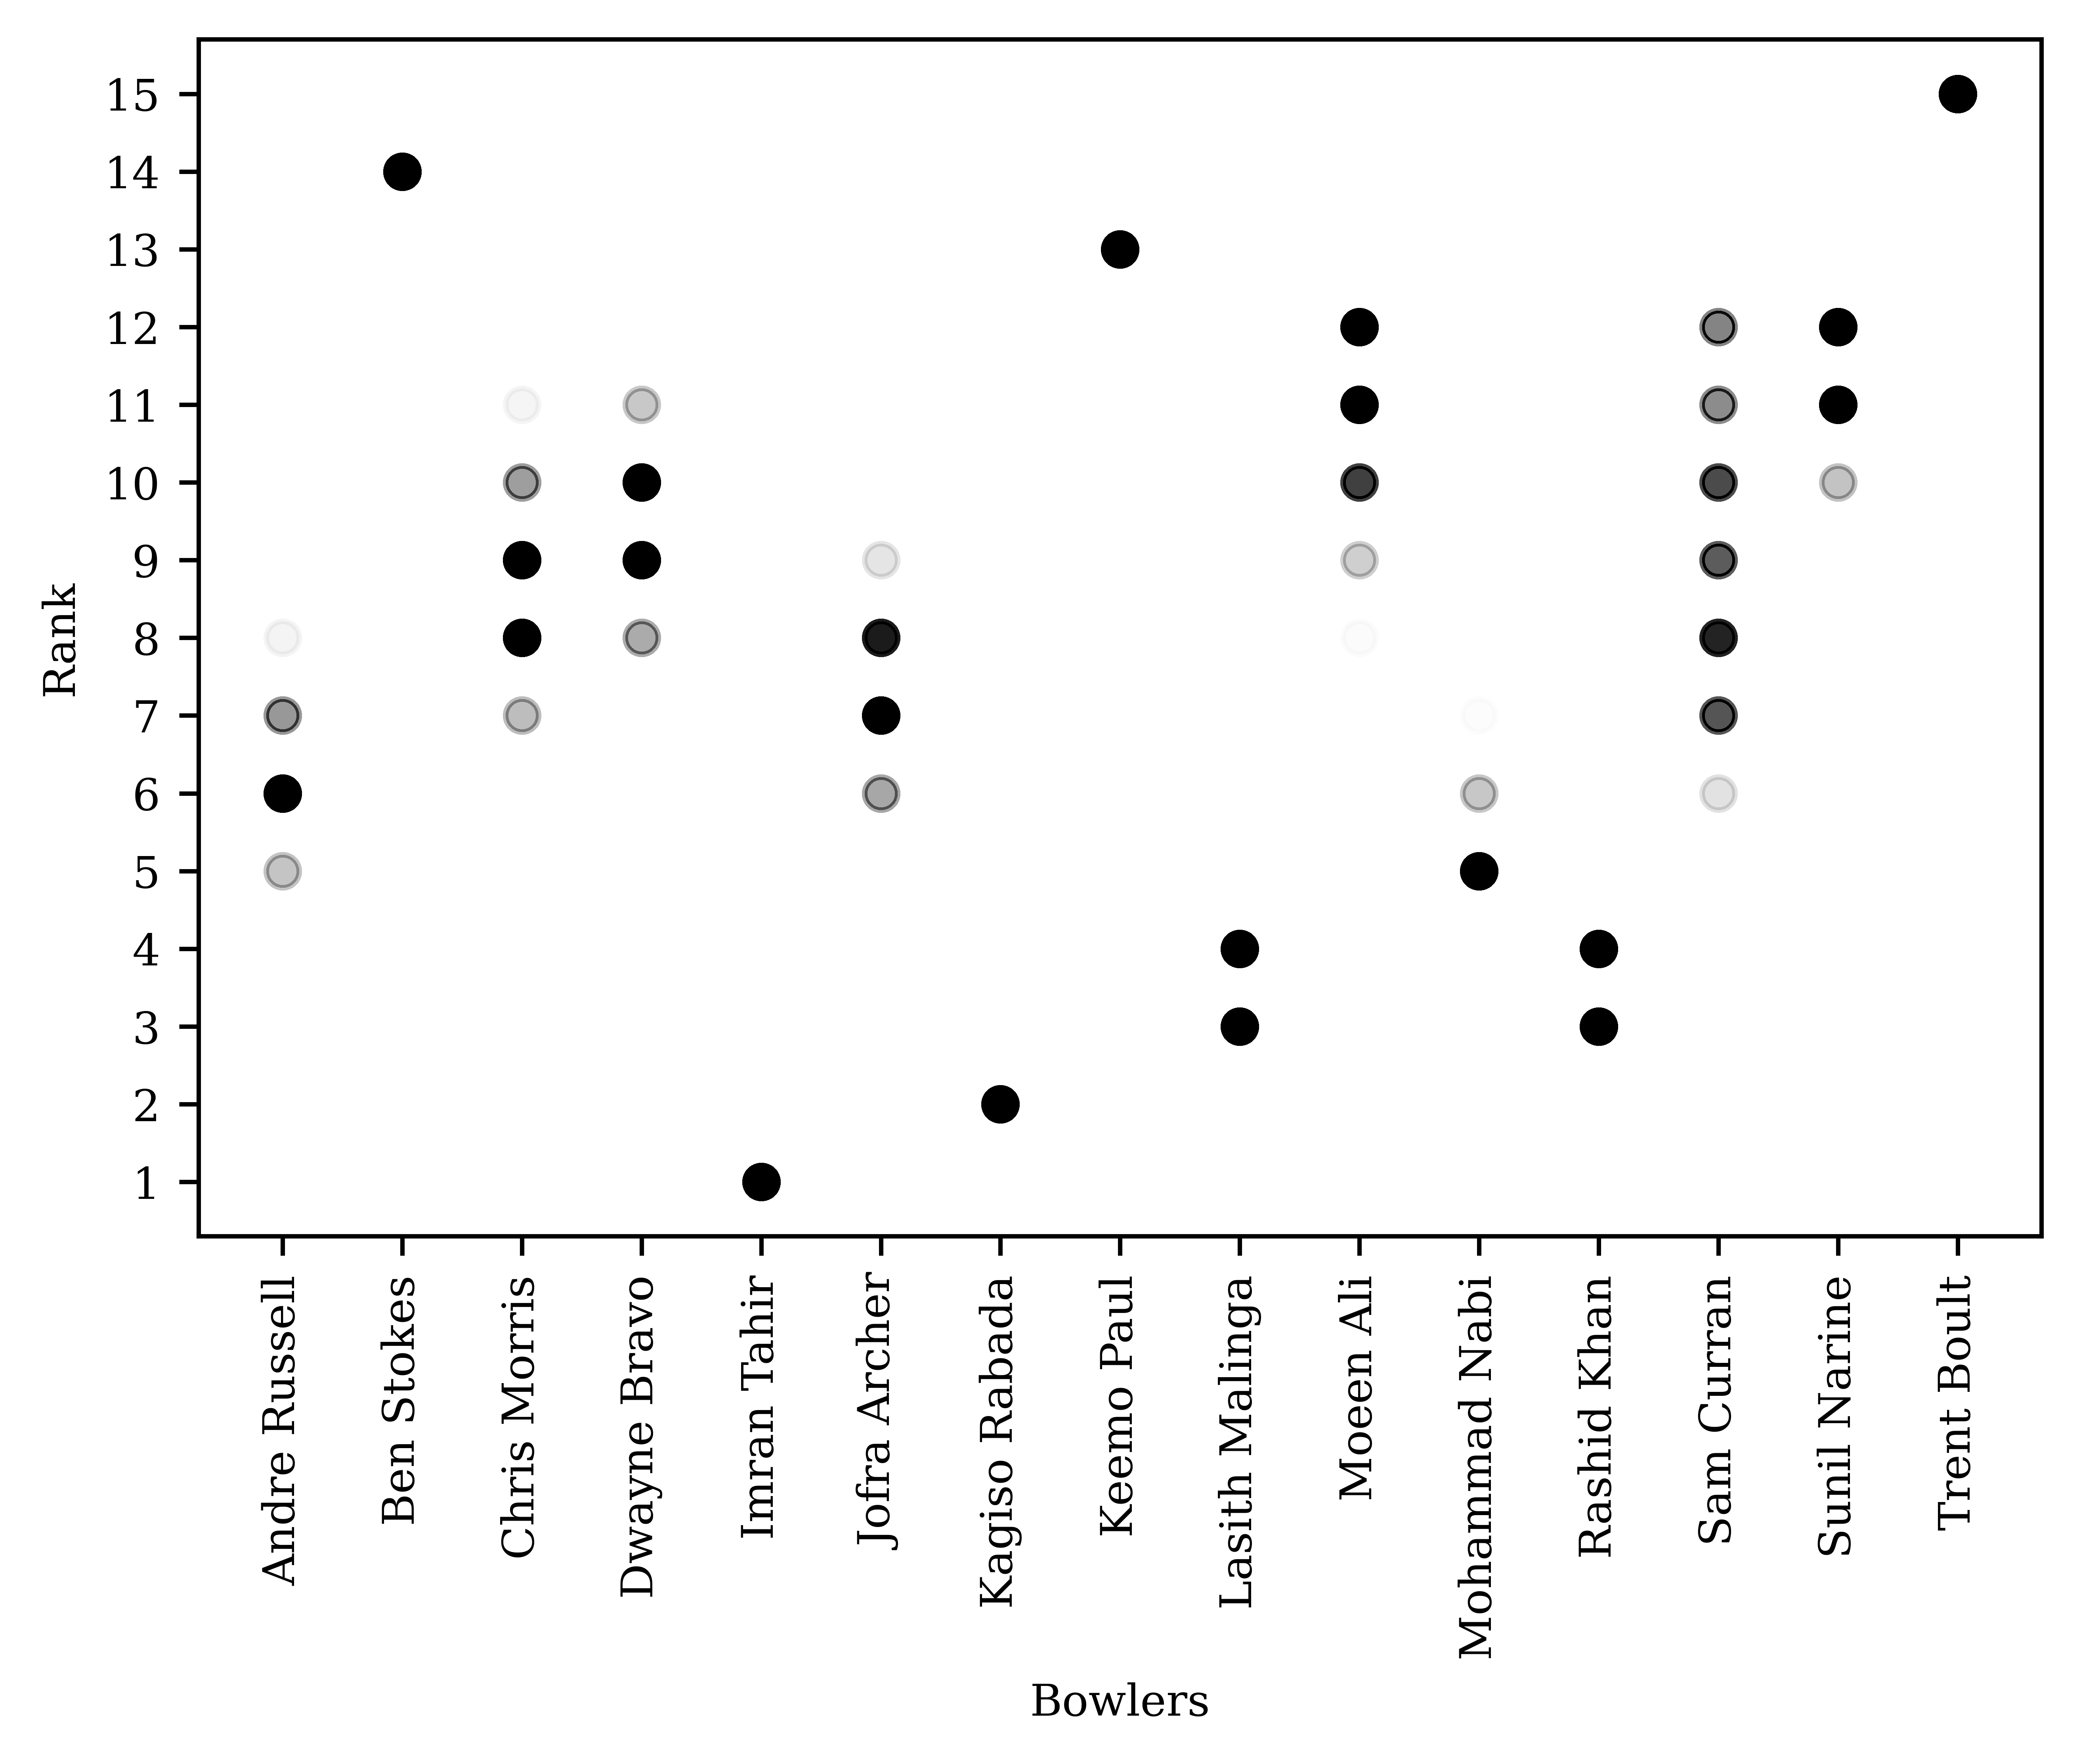 15
14
13
12
11
10
9
8
7
6
5
4
3
2
1
Rank
Andre Russell
Ben Stokes
Chris Morris
Dwayne Bravo
Imran Tahir
Jofra Archer
Kagiso Rabada
Keemo Paul
Lasith Malinga
Moeen Ali
Mohammad Nabi
Rashid Khan
Sam Curran
Sunil Narine
Trent Boult
Bowlers